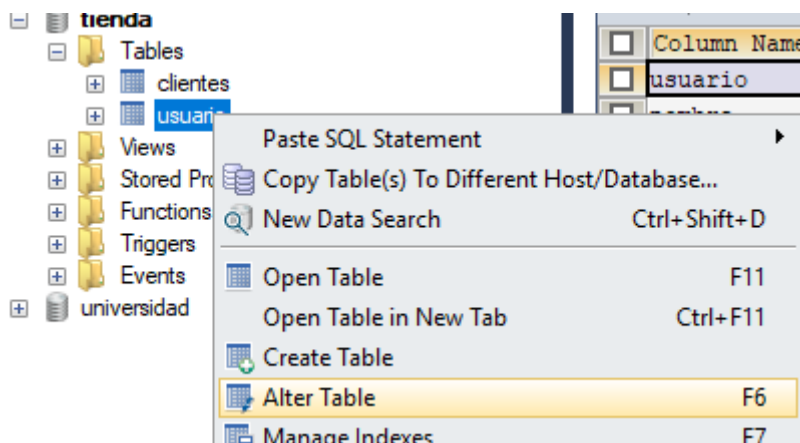 tienda
Tables
clientes
usuario
Views
Stored Pro
Functions
Triggers
Events
universidad
Column Name
usuario
nombre
Paste SQL Statement
Copy Table(s) To Different Host/Database...
New Data Search Ctrl+Shift+D
Open Table F11
Open Table in New Tab Ctrl+F11
Create Table
Alter Table F6
Manage Indexes F7